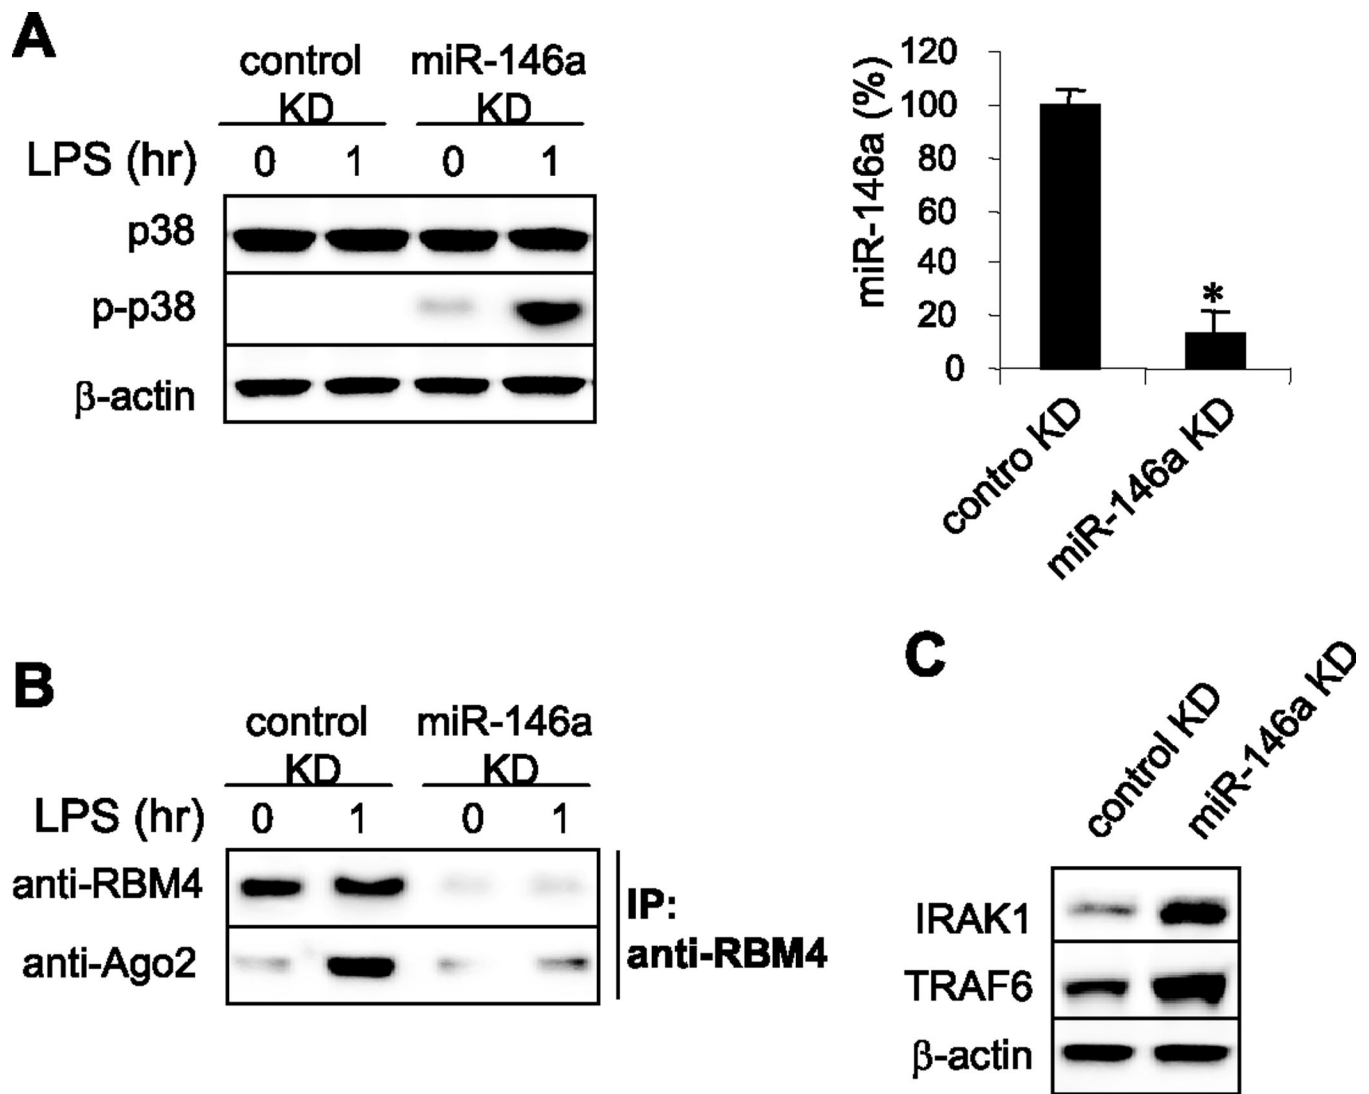 A
control miR-146a
KD KD
LPS (hr) 0 1 0 1
p38
p-p38
β-actin
miR-146a (%)
120
100
80
60
40
20
0
*
contro KD
miR-146a KD
B
control miR-146a
KD KD
LPS (hr) 0 1 0 1
anti-RBM4
anti-Ago2
IP:
anti-RBM4
C
control KD
miR-146a KD
IRAK1
TRAF6
β-actin